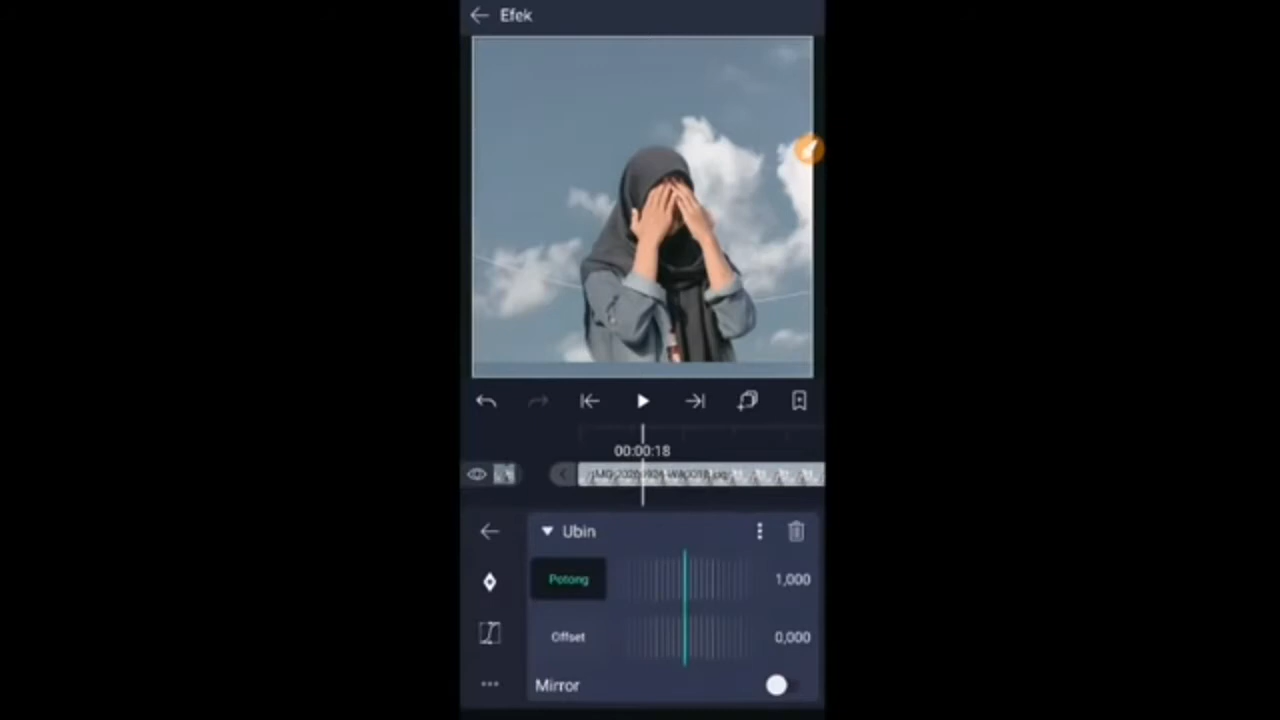 Efek
00:00:18
Ubin
Potong
1,000
Offset
0,000
Mirror